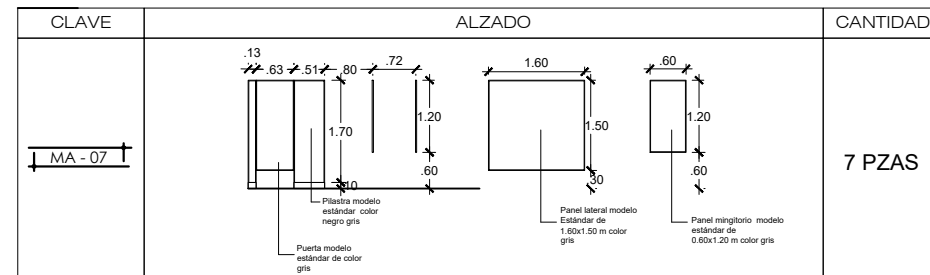 CLAVE
ALZADO
CANTIDAD
.13
.63
.51
.80
.72
1.60
.60
1.70
1.20
1.50
1.20
.10
.60
.30
.60
MA - 07
7 PZAS
Pilastra modelo
estándar color
negro gris
Puerta modelo
estándar de color
gris
Panel lateral modelo
Estándar de
1.60x1.50 m color
gris
Panel mingitorio modelo
estándar de
0.60x1.20 m color gris